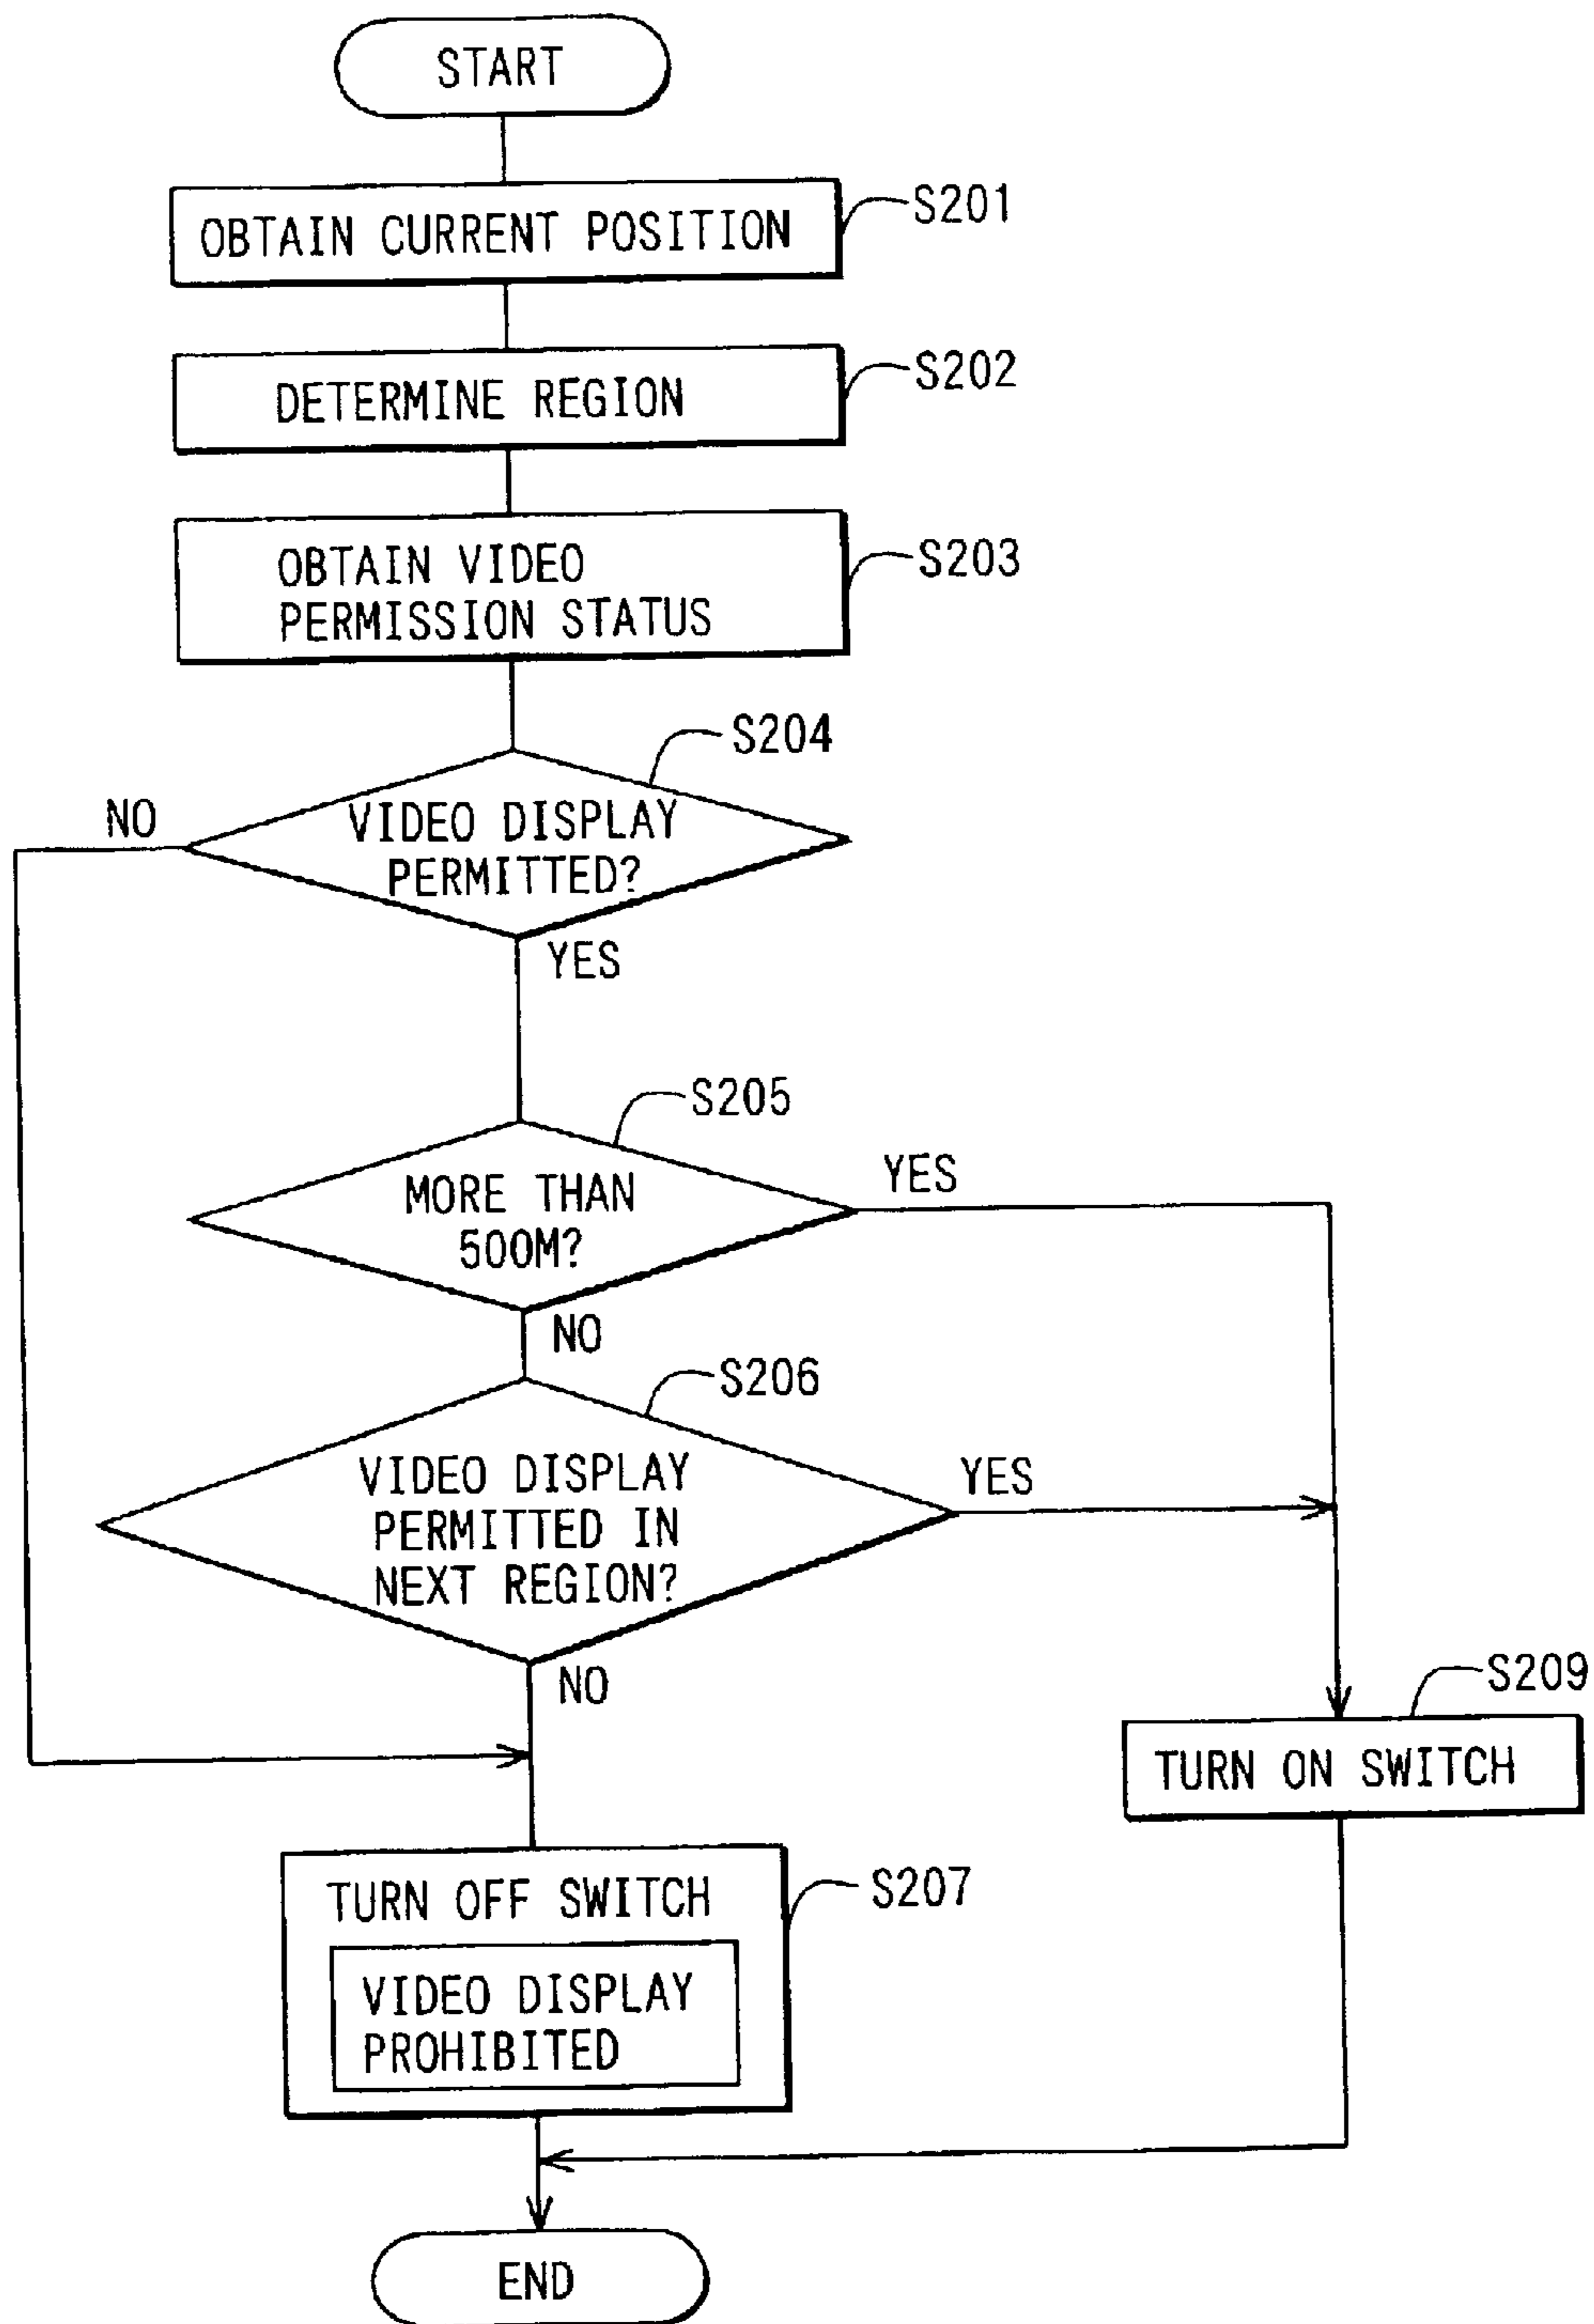 START
OBTAIN CURRENT POSITION
S201
DETERMINE REGION
S202
OBTAIN VIDEO
PERMISSION STATUS
S203
S204
NO
VIDEO DISPLAY
PERMITTED?
YES
S205
MORE THAN
500M?
YES
NO
S206
VIDEO DISPLAY
PERMITTED IN
NEXT REGION?
YES
NO
S209
TURN ON SWITCH
TURN OFF SWITCH
S207
VIDEO DISPLAY
PROHIBITED
END